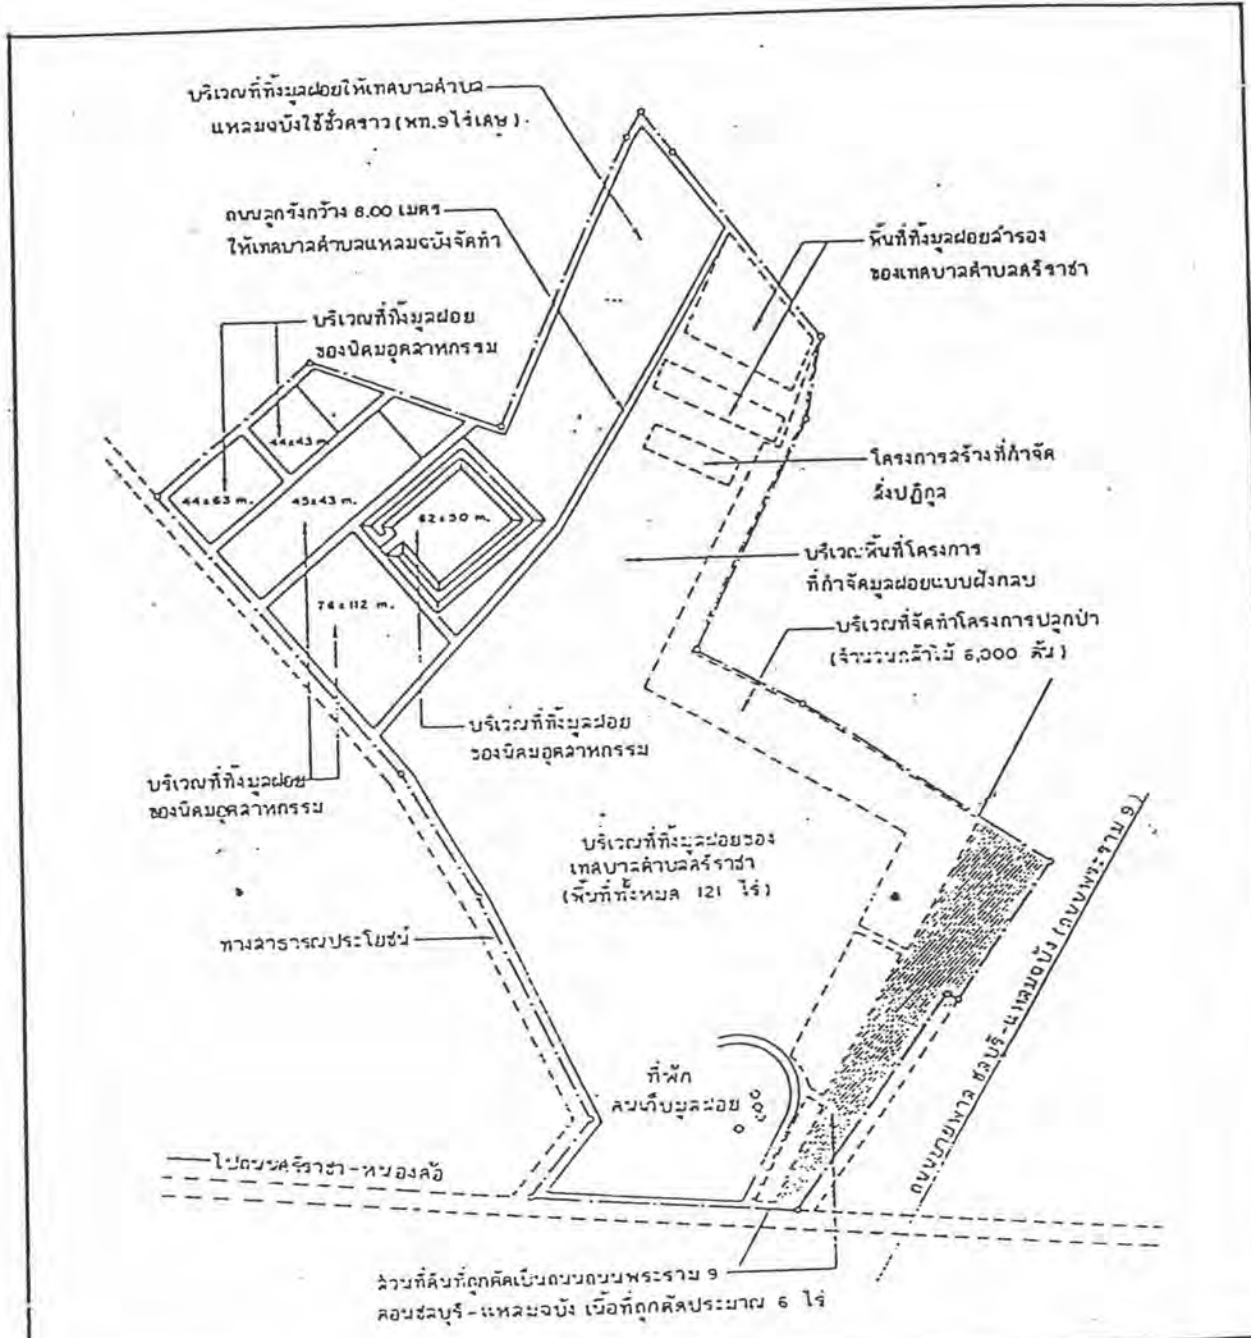 บริเวณที่ทิ้งมูลฝอยให้เทศบาลตำบล
แหลมฉบังใช้ชั่วคราว (พท.9 ไร่เศษ)
ถนนลูกรังกว้าง 8.00 เมตร
ให้เทศบาลตำบลแหลมฉบังจัดทำ
พื้นที่ทิ้งมูลฝอยสำรอง
ของเทศบาลตำบลศรีราชา
บริเวณที่ทิ้งมูลฝอย
ของนิคมอุตสาหกรรม
44x43 m.
44x63 m.
45x43 m.
62x50 m.
76x112 m.
โครงการสร้างที่กำจัด
สิ่งปฏิกูล
บริเวณพื้นที่โครงการ
ที่กำจัดมูลฝอยแบบฝังกลบ
บริเวณที่จัดทำโครงการปลูกป่า
(จำนวนกล้าไม้ 6,000 ต้น)
บริเวณที่ทิ้งมูลฝอย
ของนิคมอุตสาหกรรม
บริเวณที่ทิ้งมูลฝอย
ของนิคมอุตสาหกรรม
บริเวณที่ทิ้งมูลฝอยของ
เทศบาลตำบลศรีราชา
(พื้นที่ทั้งหมด 121 ไร่)
ทางสาธารณประโยชน์
ที่พัก
คนเก็บมูลฝอย
ถนนบายพาส ชลบุรี-แหลมฉบัง (ถนนพระราม 9)
ไปถนนศรีราชา-หนองค้อ
ส่วนที่ดินที่ถูกตัดเป็นถนนถนนพระราม 9
ตอนชลบุรี-แหลมฉบัง เนื้อที่ถูกตัดประมาณ 6 ไร่